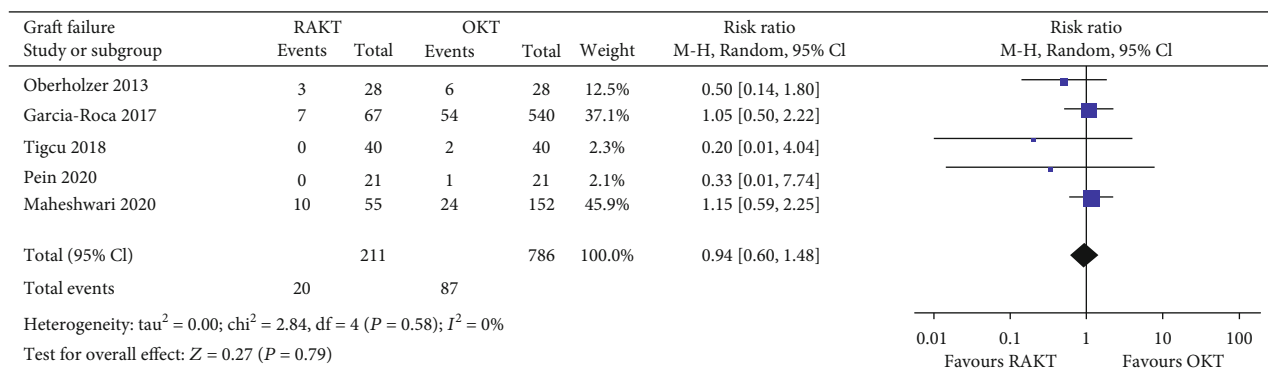 Graft failure RAKT OKT Risk ratio Risk ratio
Study or subgroup Events Total Events Total Weight M-H, Random, 95% Cl M-H, Random, 95% Cl
Oberholzer 2013 3 28 6 28 12.5% 0.50 [0.14, 1.80]
Garcia-Roca 2017 7 67 54 540 37.1% 1.05 [0.50, 2.22]
Tigcu 2018 0 40 2 40 2.3% 0.20 [0.01, 4.04]
Pein 2020 0 21 1 21 2.1% 0.33 [0.01, 7.74]
Maheshwari 2020 10 55 24 152 45.9% 1.15 [0.59, 2.25]
Total (95% Cl) 211 786 100.0% 0.94 [0.60, 1.48]
Total events 20 87
Heterogeneity: tau² = 0.00; chi² = 2.84, df = 4 (P = 0.58); I² = 0%
Test for overall effect: Z = 0.27 (P = 0.79)
0.01 0.1 1 10 100
Favours RAKT Favours OKT